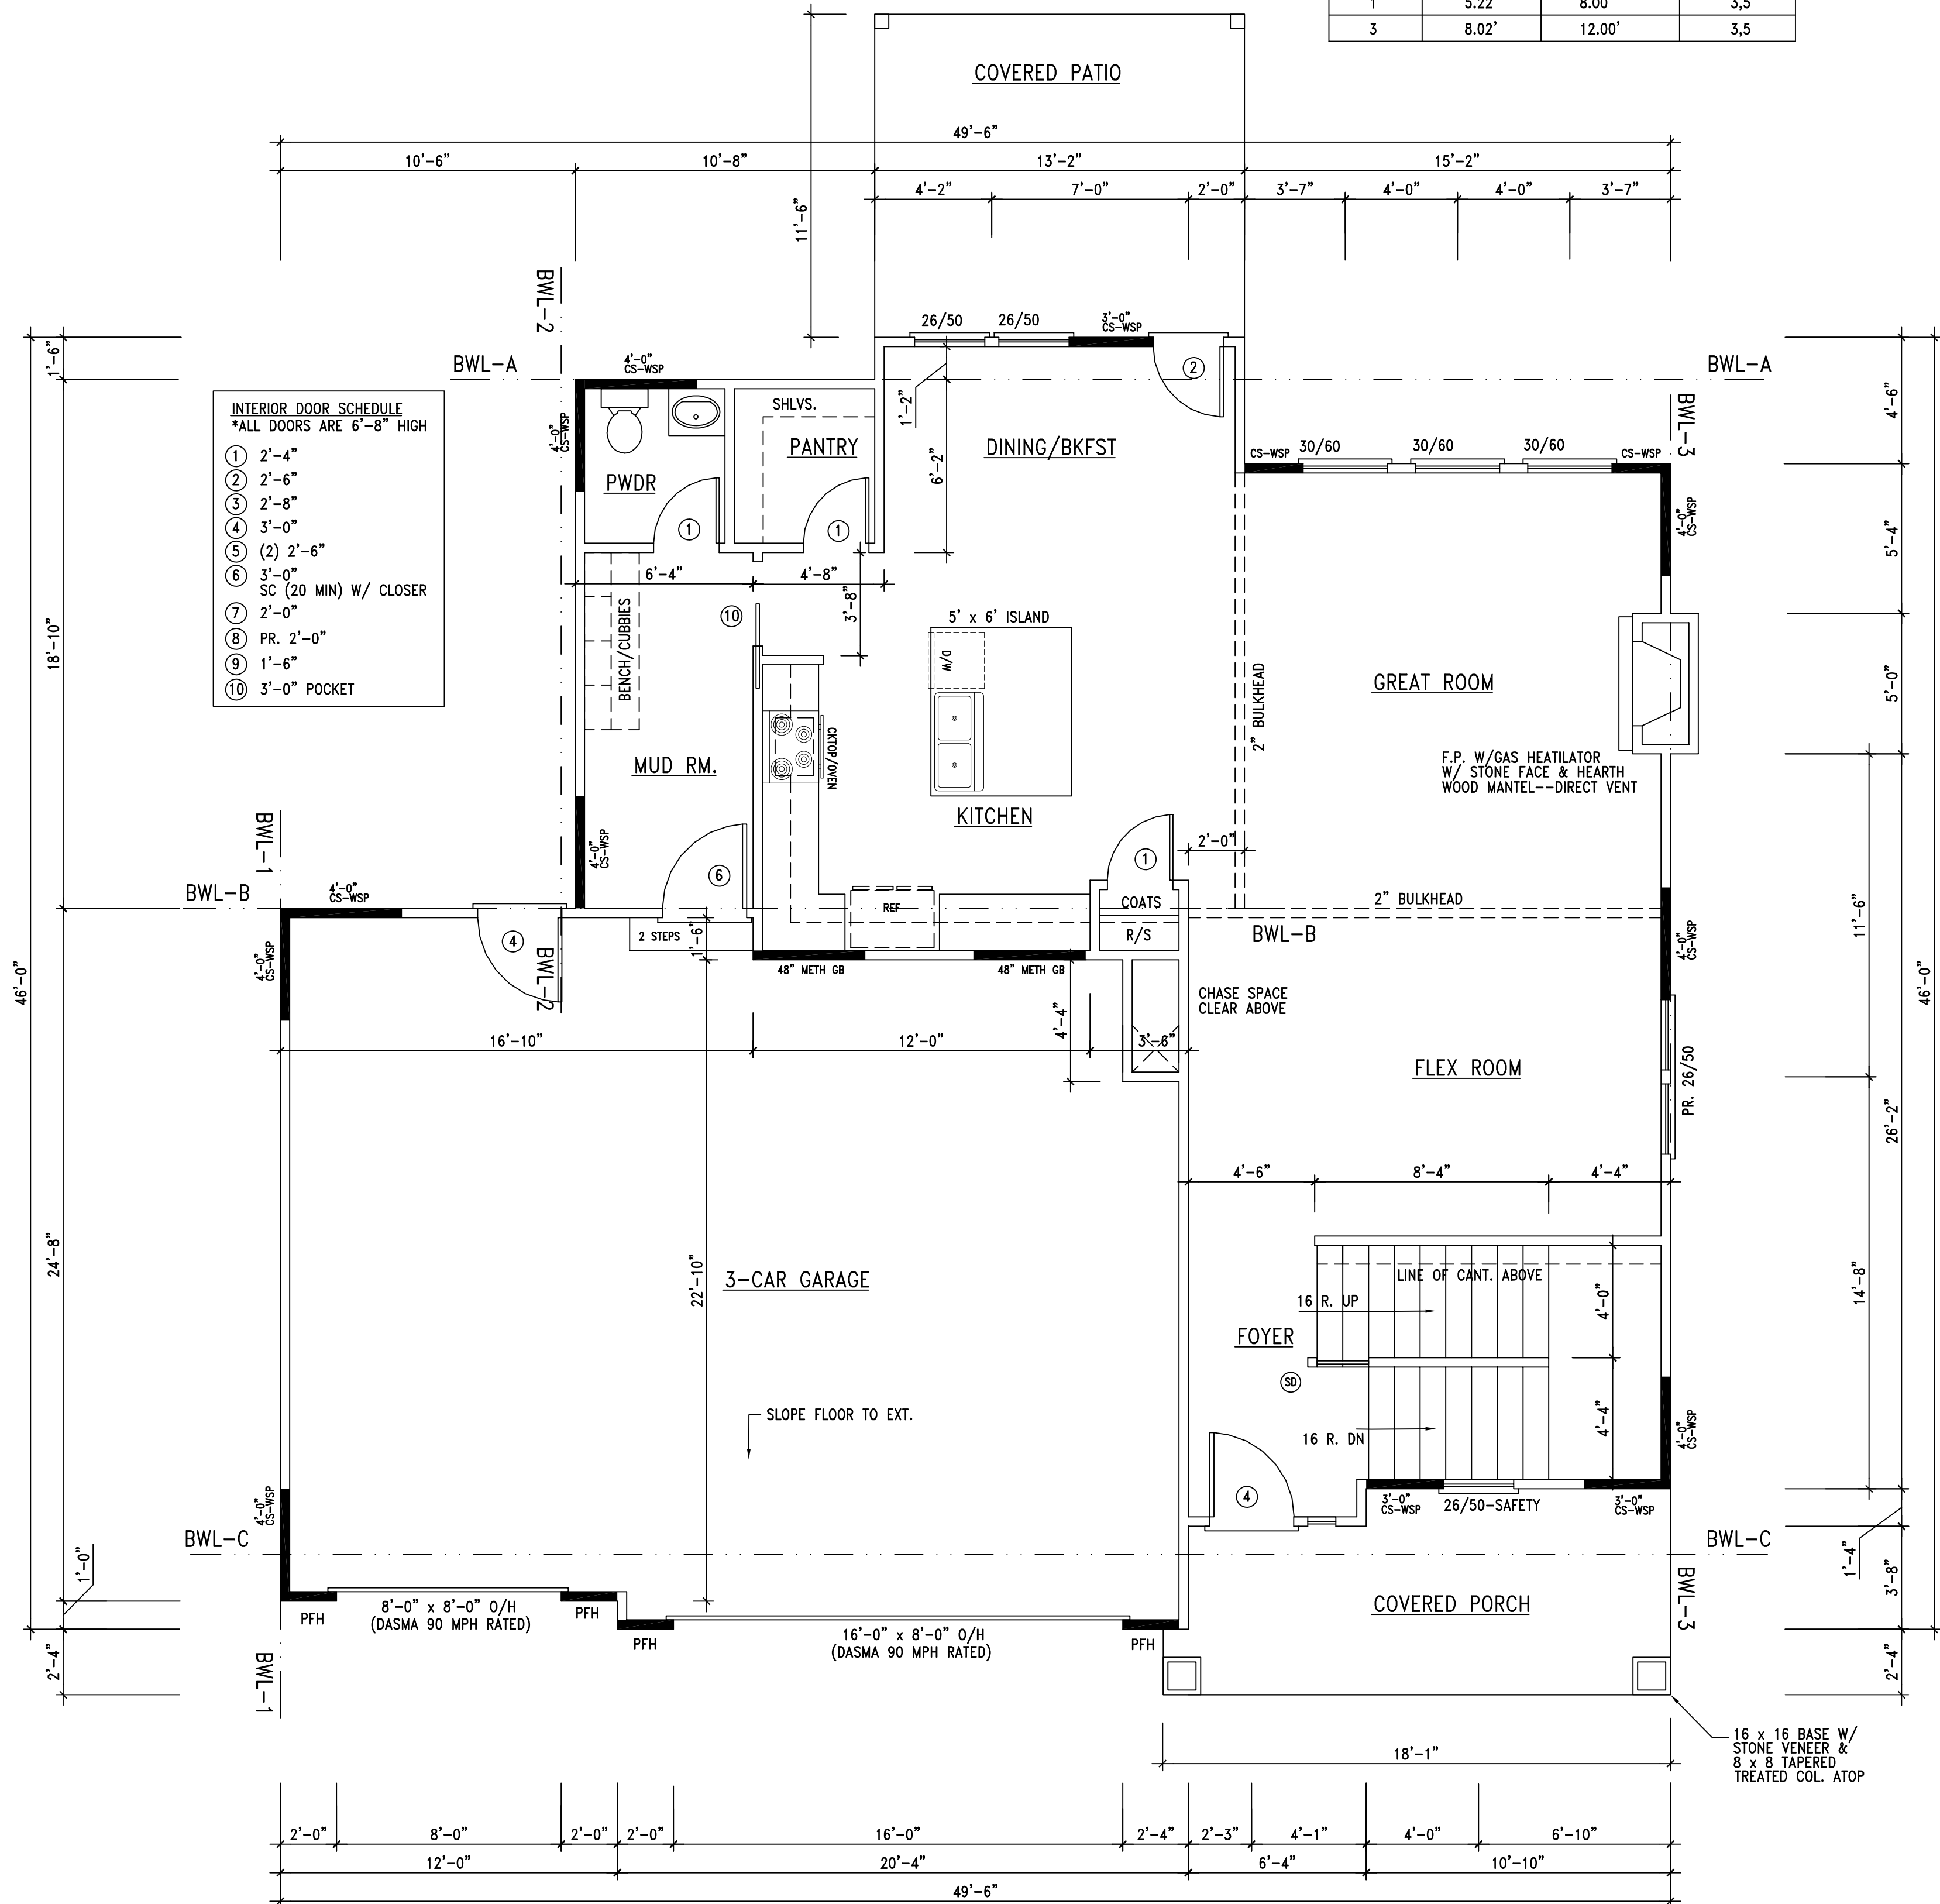 1 5.22' 8.00' 3,5
3 8.02' 12.00' 3,5
COVERED PATIO
49'-6"
10'-6" 10'-8" 13'-2" 15'-2"
4'-2" 7'-0" 2'-0" 3'-7" 4'-0" 4'-0" 3'-7"
11'-6"
BWL-2
26/50 26/50 3'-0"
CS-WSP
1'-6"
BWL-A
4'-0"
CS-WSP
2
BWL-A
4'-6"
BWL-3
INTERIOR DOOR SCHEDULE
*ALL DOORS ARE 6'-8" HIGH
1 2'-4"
2 2'-6"
3 2'-8"
4 3'-0"
5 (2) 2'-6"
6 3'-0"
SC (20 MIN) W/ CLOSER
7 2'-0"
8 PR. 2'-0"
9 1'-6"
10 3'-0" POCKET
4'-0"
CS-WSP
SHLVS.
PANTRY
1'-2"
DINING/BKFST
6'-2"
CS-WSP 30/60 30/60 30/60 CS-WSP
PWDR
1
1
4'-0"
CS-WSP
5'-4"
6'-4" 4'-8"
3'-8"
10
BENCH/CUBBIES
5' x 6' ISLAND
D/W
18'-10"
2" BULKHEAD
GREAT ROOM
5'-0"
CKTOP/OVEN
MUD RM.
F.P. W/GAS HEATILATOR
W/ STONE FACE & HEARTH
WOOD MANTEL--DIRECT VENT
KITCHEN
BWL-1
4'-0"
CS-WSP
6
1
2'-0"
BWL-B
4'-0"
CS-WSP
REF
COATS
R/S
2" BULKHEAD
BWL-B
11'-6"
4'-0"
CS-WSP
4'-0"
CS-WSP
4
BWL-2
2 STEPS
1'-6"
48" METH GB
48" METH GB
CHASE SPACE
CLEAR ABOVE
46'-0"
46'-0"
4'-4"
16'-10" 12'-0" 3'-6"
FLEX ROOM
PR. 26/50
26'-2"
4'-6" 8'-4" 4'-4"
24'-8"
22'-10"
3-CAR GARAGE
LINE OF CANT. ABOVE
16 R. UP
4'-0"
14'-8"
FOYER
SD
SLOPE FLOOR TO EXT.
16 R. DN
4'-4"
4'-0"
CS-WSP
4'-0"
CS-WSP
4
3'-0"
CS-WSP
26/50-SAFETY
3'-0"
CS-WSP
BWL-C
BWL-C
1'-0"
1'-4"
3'-8"
BWL-3
COVERED PORCH
PFH
8'-0" x 8'-0" O/H
(DASMA 90 MPH RATED)
PFH
PFH
16'-0" x 8'-0" O/H
(DASMA 90 MPH RATED)
PFH
2'-4"
BWL-1
2'-4"
18'-1"
16 x 16 BASE W/
STONE VENEER &
8 x 8 TAPERED
TREATED COL. ATOP
2'-0" 8'-0" 2'-0" 2'-0" 16'-0" 2'-4" 2'-3" 4'-1" 4'-0" 6'-10"
12'-0" 20'-4" 6'-4" 10'-10"
49'-6"